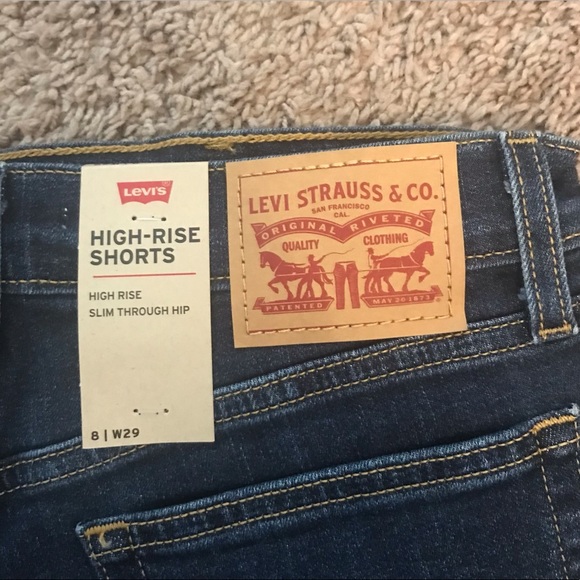 LEVI'S
HIGH-RISE
SHORTS
HIGH RISE
SLIM THROUGH HIP
8 | W29
LEVI STRAUSS & CO.
SAN FRANCISCO
CAL.
ORIGINAL RIVETED
QUALITY CLOTHING
PATENTED MAY 20 1873